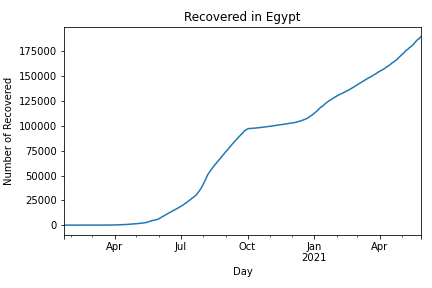 Recovered in Egypt
Number of Recovered
175000
150000
125000
100000
75000
50000
25000
0
Apr Jul Oct Jan Apr
2021
Day